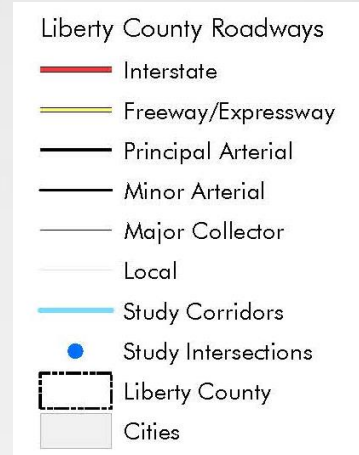 Liberty County Roadways
Interstate
Freeway/Expressway
Principal Arterial
Minor Arterial
Major Collector
Local
Study Corridors
Study Intersections
Liberty County
Cities